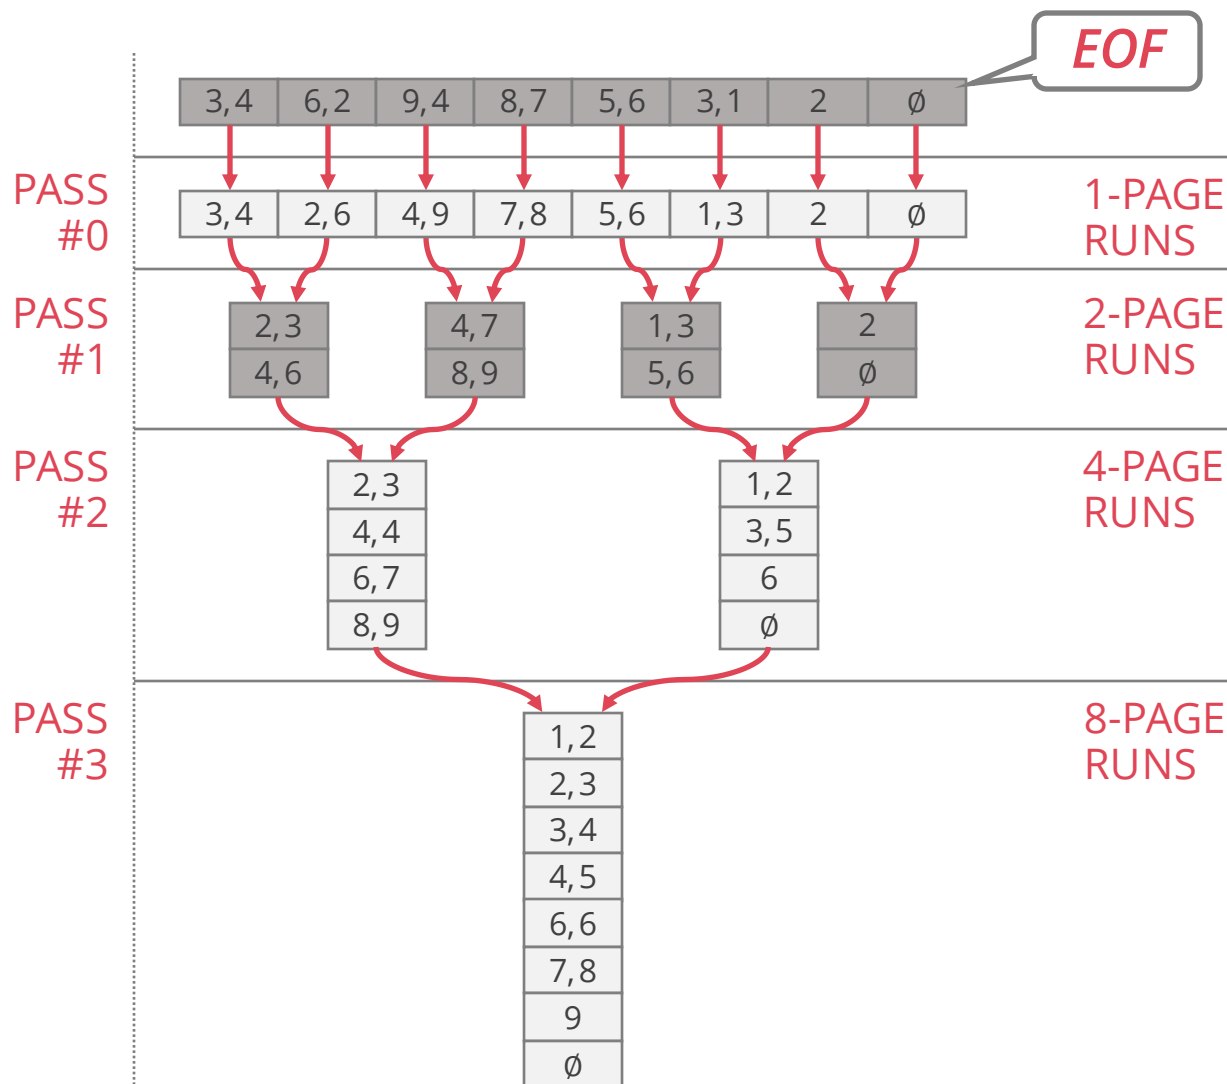 EOF
3,4 6,2 9,4 8,7 5,6 3,1 2 ø
PASS
#0
3,4 2,6 4,9 7,8 5,6 1,3 2 ø
1-PAGE
RUNS
PASS
#1
2,3 4,7 1,3 2
4,6 8,9 5,6 ø
2-PAGE
RUNS
PASS
#2
2,3 1,2
4,4 3,5
6,7 6
8,9 ø
4-PAGE
RUNS
PASS
#3
1,2
2,3
3,4
4,5
6,6
7,8
9
ø
8-PAGE
RUNS